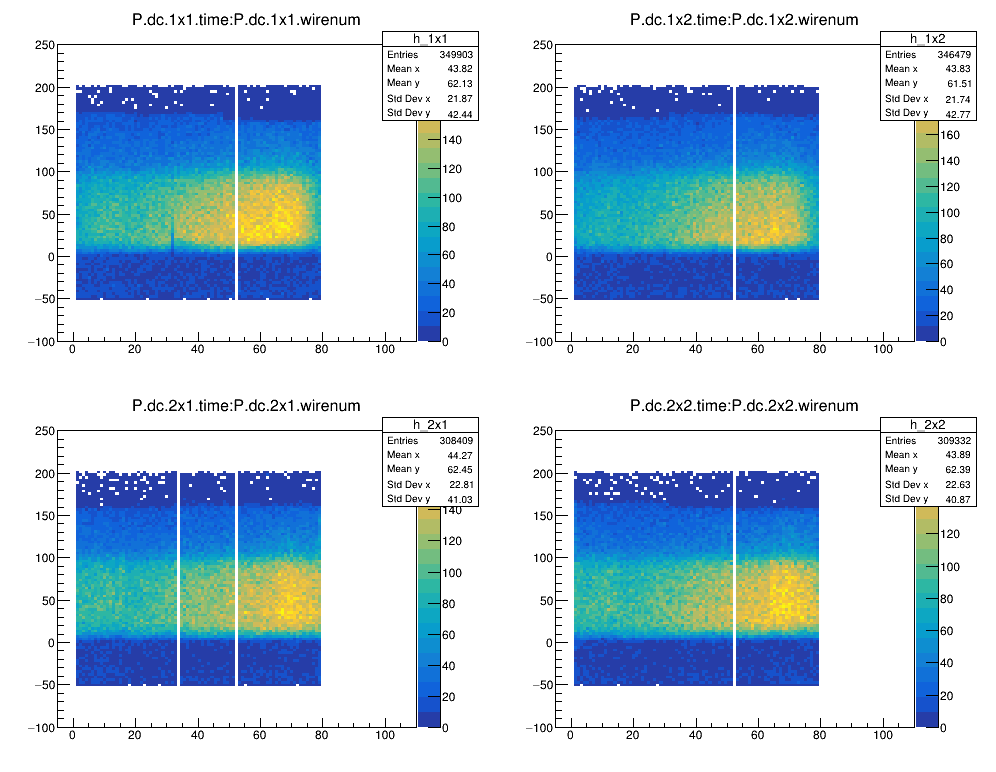 P.dc.1x1.time:P.dc.1x1.wirenum
h_1x1
Entries 349903
Mean x 43.82
Mean y 62.13
Std Dev x 21.87
Std Dev y 42.44
250
200
150
100
50
0
−50
−100
0 20 40 60 80 100
140
120
100
80
60
40
20
0
P.dc.1x2.time:P.dc.1x2.wirenum
h_1x2
Entries 346479
Mean x 43.83
Mean y 61.51
Std Dev x 21.74
Std Dev y 42.77
250
200
150
100
50
0
−50
−100
0 20 40 60 80 100
160
140
120
100
80
60
40
20
0
P.dc.2x1.time:P.dc.2x1.wirenum
h_2x1
Entries 308409
Mean x 44.27
Mean y 62.45
Std Dev x 22.81
Std Dev y 41.03
250
200
150
100
50
0
−50
−100
0 20 40 60 80 100
140
120
100
80
60
40
20
0
P.dc.2x2.time:P.dc.2x2.wirenum
h_2x2
Entries 309332
Mean x 43.89
Mean y 62.39
Std Dev x 22.63
Std Dev y 40.87
250
200
150
100
50
0
−50
−100
0 20 40 60 80 100
120
100
80
60
40
20
0